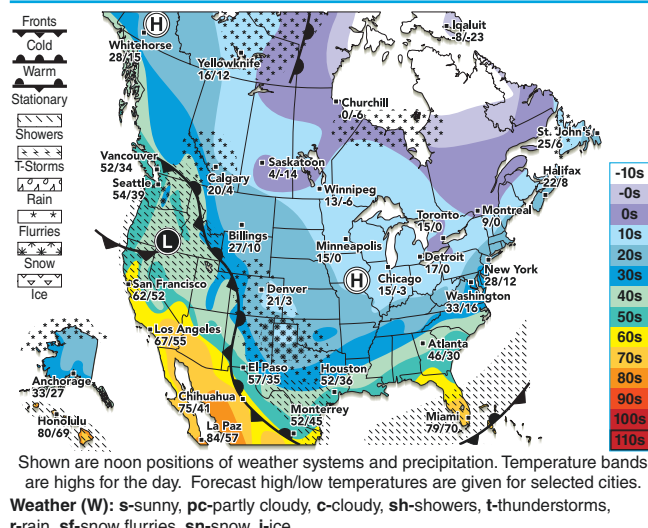 Fronts
Cold
Warm
Stationary
Showers
T-Storms
Rain
Flurries
Snow
Ice
H
Whitehorse
28/15
Yellowknife
16/12
Iqaluit
-8/-23
Churchill
0/-6
St. John's
25/6
Vancouver
52/34
Seattle
54/39
Calgary
20/4
Saskatoon
4/-14
Winnipeg
13/-6
Halifax
22/8
Toronto
15/0
Montreal
9/0
L
Billings
27/10
Minneapolis
15/0
Detroit
17/0
H
Chicago
15/-3
New York
28/12
San Francisco
62/52
Denver
21/3
Washington
33/16
Los Angeles
67/55
Atlanta
46/30
El Paso
57/35
Houston
52/36
Anchorage
33/27
Chihuahua
75/41
Monterrey
52/45
Honolulu
80/69
La Paz
84/57
Miami
79/70
-10s
-0s
0s
10s
20s
30s
40s
50s
60s
70s
80s
90s
100s
110s
Shown are noon positions of weather systems and precipitation. Temperature bands
are highs for the day. Forecast high/low temperatures are given for selected cities.
Weather (W): s-sunny, pc-partly cloudy, c-cloudy, sh-showers, t-thunderstorms,
r-rain, sf-snow flurries, sn-snow, i-ice